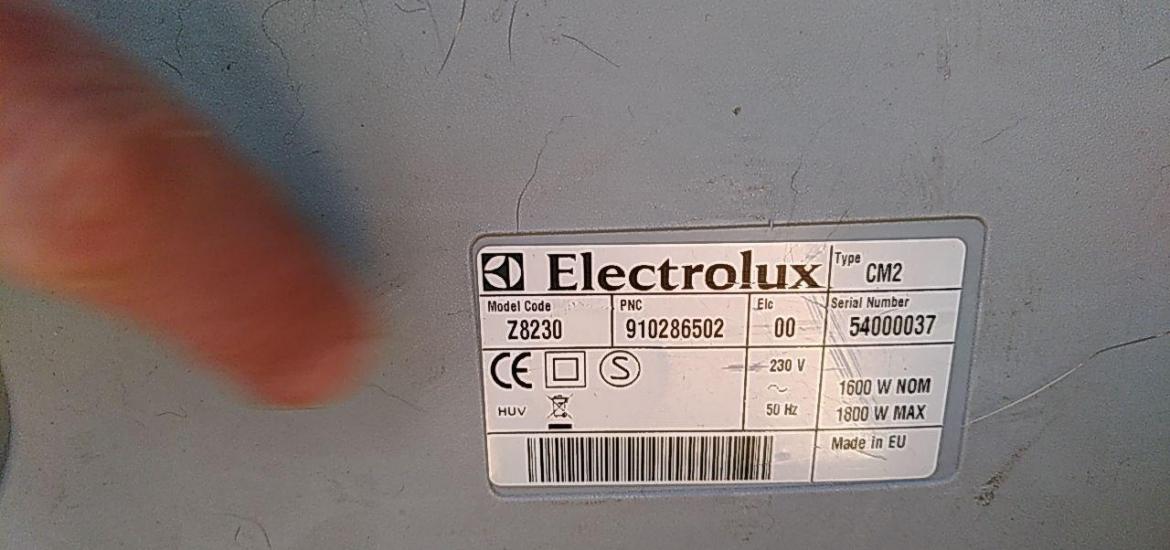 Electrolux
Type
CM2
Model Code
Z8230
PNC
910286502
Elc
00
Serial Number
54000037
CE
S
230 V
~
50 Hz
1600 W NOM
1800 W MAX
HUV
Made in EU